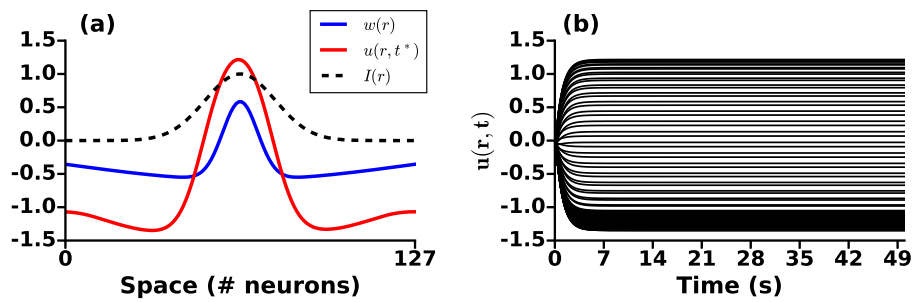 (a)
1.5
1.0
0.5
0.0
-0.5
-1.0
-1.5
0
127
Space (# neurons)
w(r)
u(r, t*)
I(r)
(b)
1.5
1.0
0.5
0.0
-0.5
-1.0
-1.5
u(r, t)
0 7 14 21 28 35 42 49
Time (s)